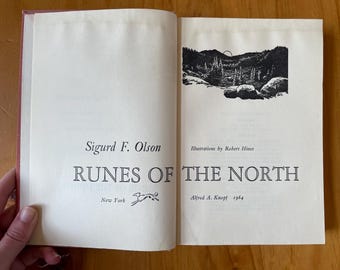 Sigurd F. Olson
Illustrations by Robert Hines
RUNES OF THE NORTH
New York
Alfred A. Knopf 1964